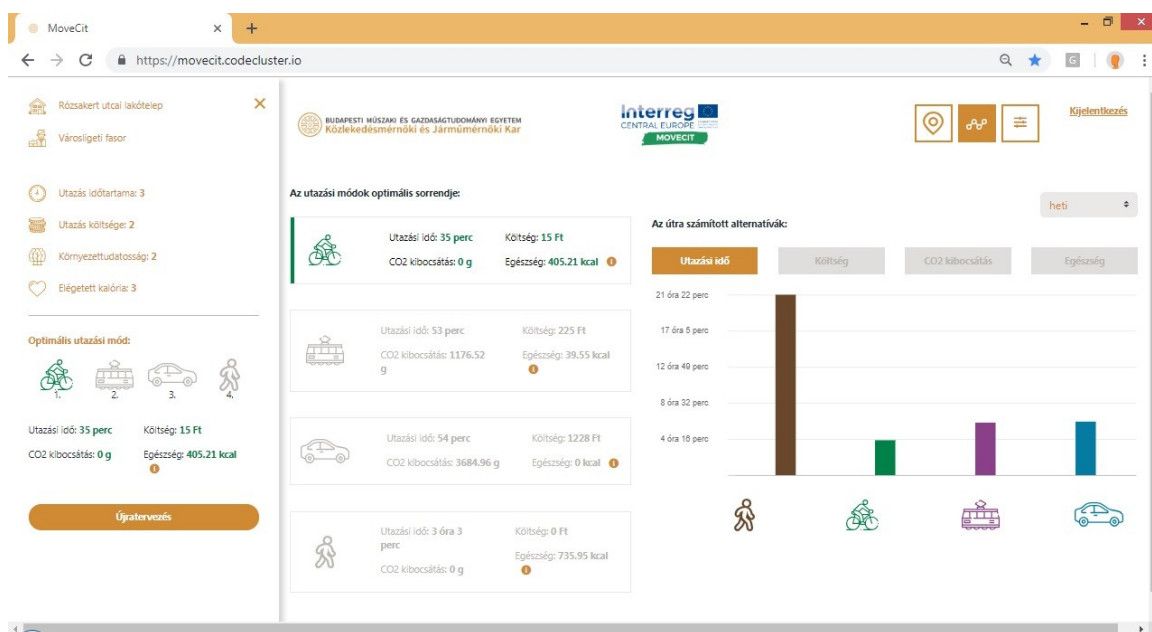 MoveCit
https://movecit.codecluster.io
Rózsakert utcai lakótelep
Városligeti fasor
Utazás időtartama: 3
Utazás költsége: 2
Környezettudatosság: 2
Elégetett kalória: 3
Optimális utazási mód:
1. 2. 3. 4.
Utazási idő: 35 perc Költség: 15 Ft
CO2 kibocsátás: 0 g Egészség: 405.21 kcal
Újratervezés
BUDAPESTI MŰSZAKI ÉS GAZDASÁGTUDOMÁNYI EGYETEM
Közlekedésmérnöki és Járműmérnöki Kar
Interreg
CENTRAL EUROPE
MOVECIT
Kijelentkezés
Az utazási módok optimális sorrendje:
Utazási idő: 35 perc Költség: 15 Ft
CO2 kibocsátás: 0 g Egészség: 405.21 kcal
Utazási idő: 53 perc Költség: 225 Ft
CO2 kibocsátás: 1176.52 Egészség: 39.55 kcal
g
Utazási idő: 54 perc Költség: 1228 Ft
CO2 kibocsátás: 3684.96 g Egészség: 0 kcal
Utazási idő: 3 óra 3 Költség: 0 Ft
perc
Egészség: 735.95 kcal
CO2 kibocsátás: 0 g
heti
Az útra számított alternatívák:
Utazási idő Költség CO2 kibocsátás Egészség
21 óra 22 perc
17 óra 5 perc
12 óra 49 perc
8 óra 32 perc
4 óra 16 perc